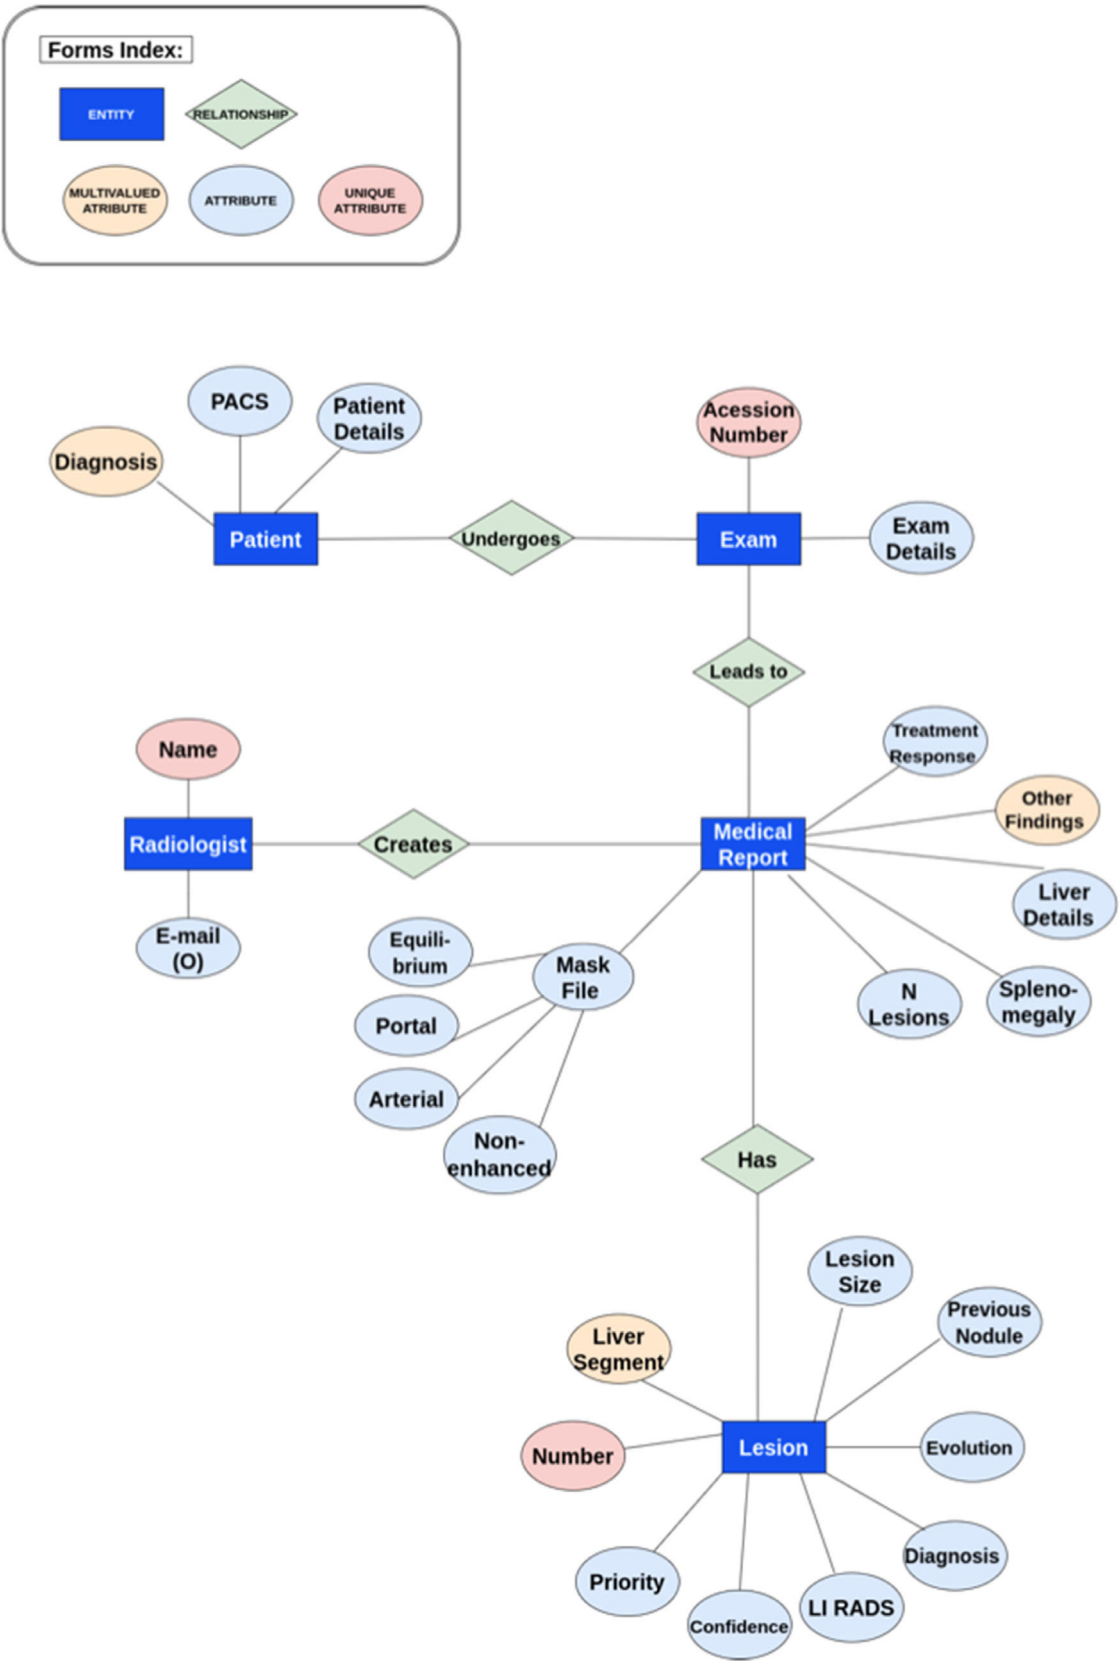 Forms Index:
ENTITY
RELATIONSHIP
MULTIVALUED
ATRIBUTE
ATTRIBUTE
UNIQUE
ATTRIBUTE
PACS
Patient
Details
Diagnosis
Patient
Undergoes
Acession
Number
Exam
Exam
Details
Leads to
Name
Radiologist
E-mail
(O)
Creates
Medical
Report
Treatment
Response
Other
Findings
Liver
Details
Spleno-
megaly
N
Lesions
Mask
File
Equili-
brium
Portal
Arterial
Non-
enhanced
Has
Lesion
Size
Previous
Nodule
Liver
Segment
Number
Lesion
Evolution
Diagnosis
Priority
Confidence
LI RADS